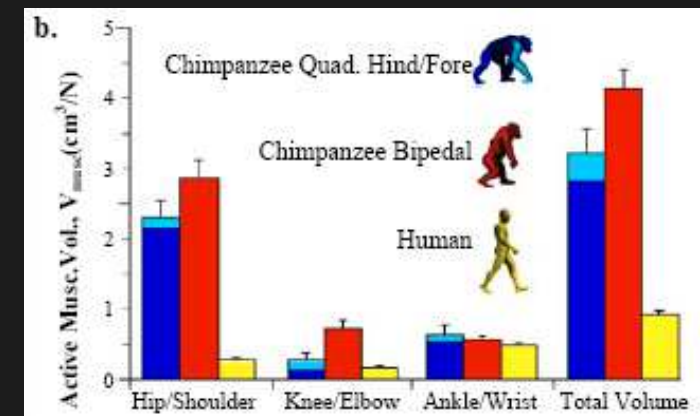 b.
Active Musc.Vol., Vmusc(cm³/N)
5
4
3
2
1
0
Chimpanzee Quad. Hind/Fore
Chimpanzee Bipedal
Human
Hip/Shoulder Knee/Elbow Ankle/Wrist Total Volume